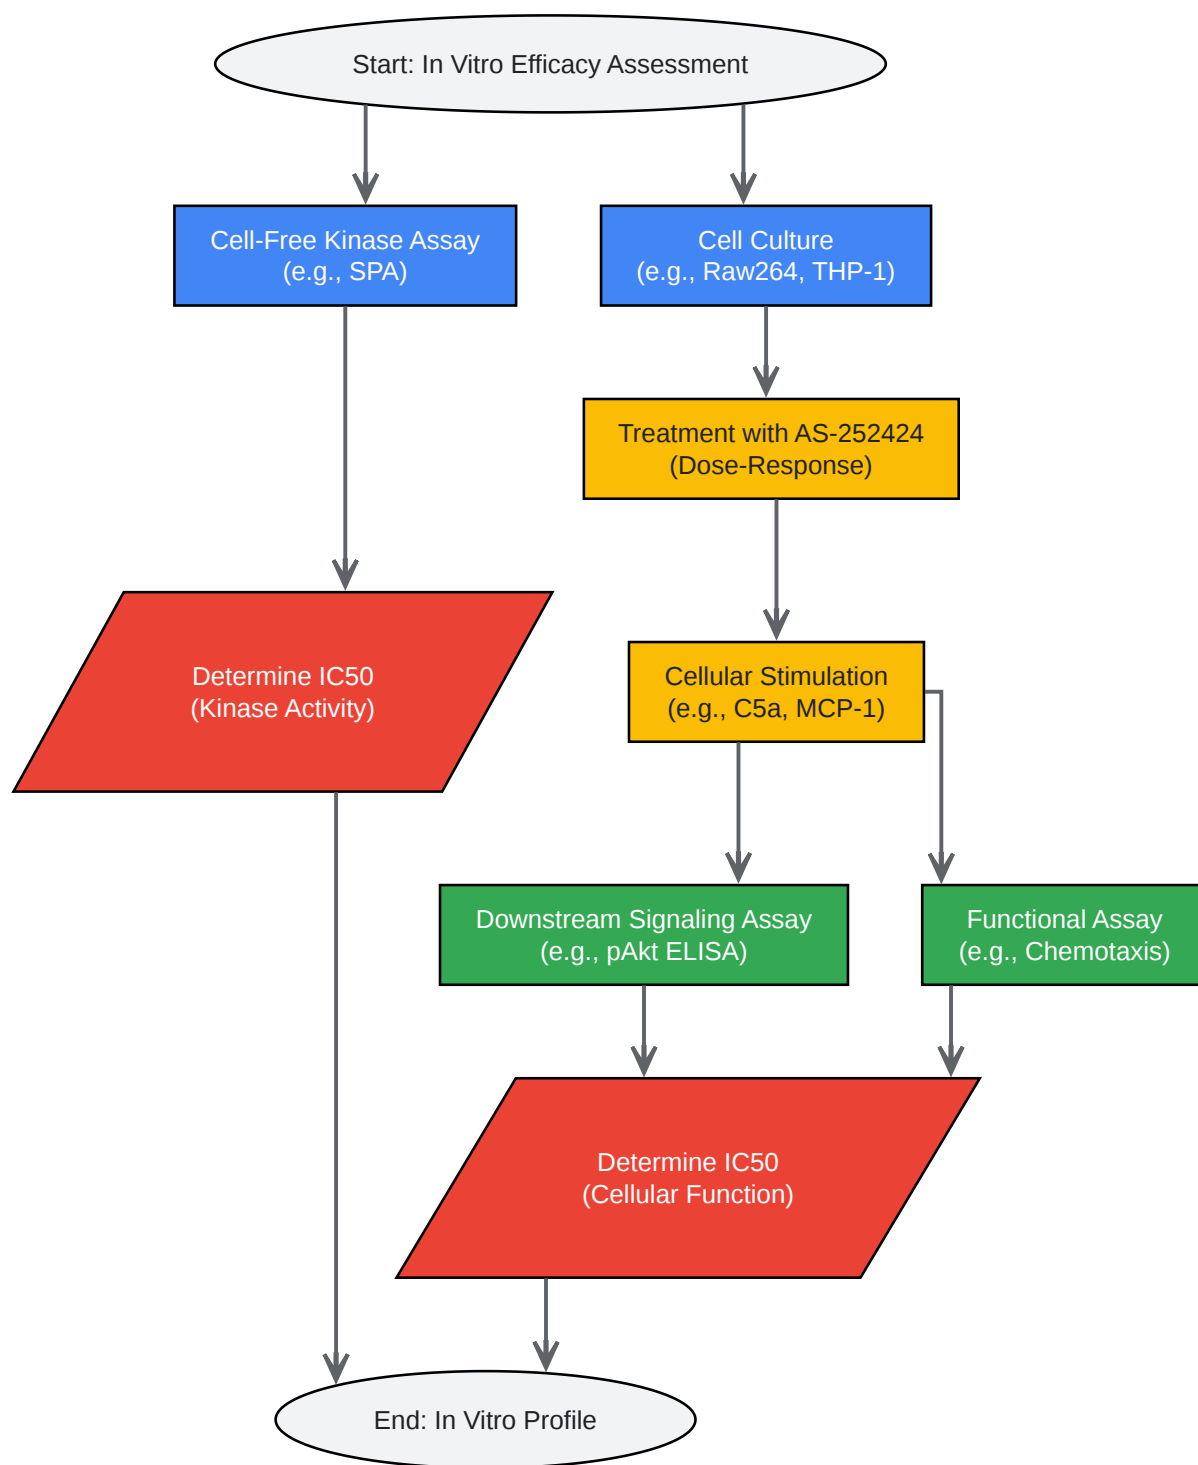 Start: In Vitro Efficacy Assessment
Cell-Free Kinase Assay
(e.g., SPA)
Cell Culture
(e.g., Raw264, THP-1)
Treatment with AS-252424
(Dose-Response)
Determine IC50
(Kinase Activity)
Cellular Stimulation
(e.g., C5a, MCP-1)
Downstream Signaling Assay
(e.g., pAkt ELISA)
Functional Assay
(e.g., Chemotaxis)
Determine IC50
(Cellular Function)
End: In Vitro Profile